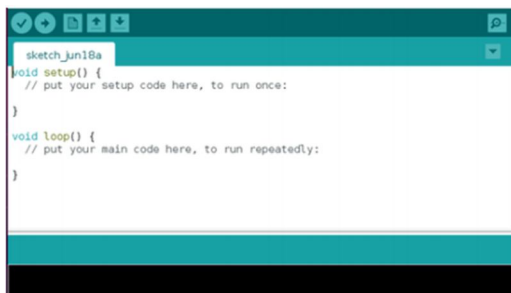 sketch_jun18a
void setup() {
  // put your setup code here, to run once:
}
void loop() {
  // put your main code here, to run repeatedly:
}